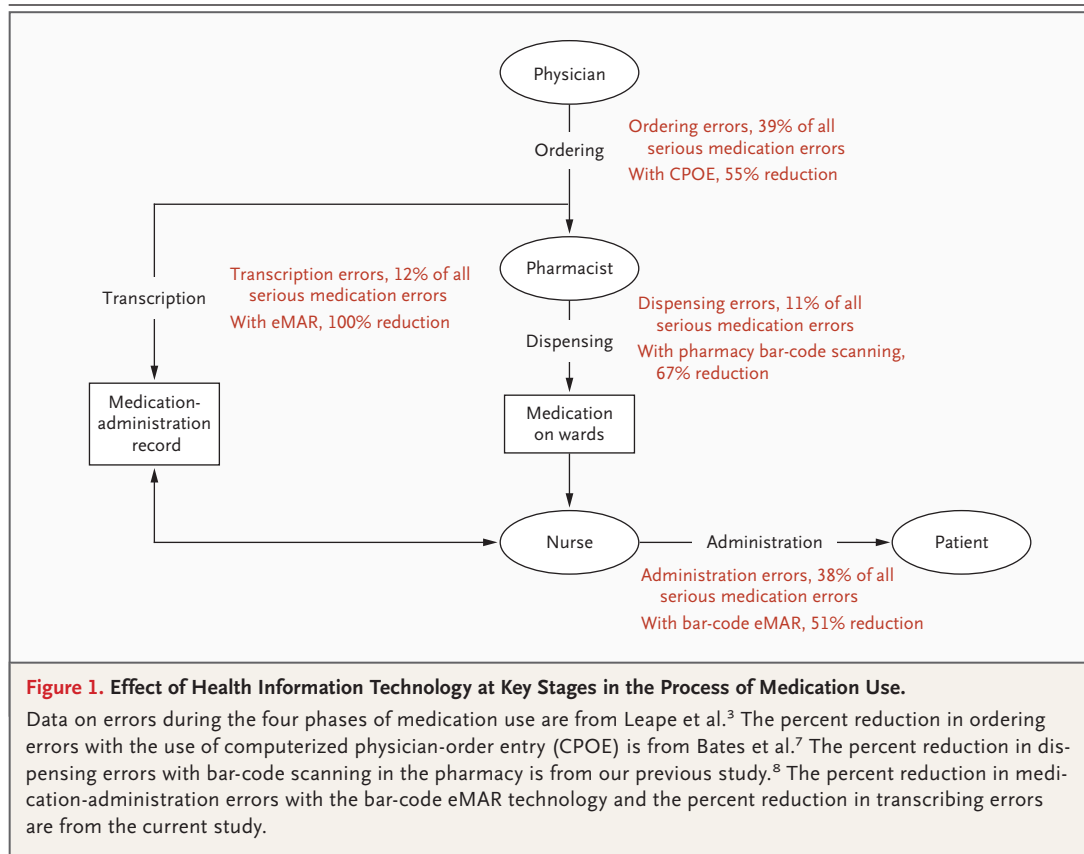 Physician
Ordering
Ordering errors, 39% of all
serious medication errors
With CPOE, 55% reduction
Transcription
Transcription errors, 12% of all
serious medication errors
With eMAR, 100% reduction
Pharmacist
Dispensing
Dispensing errors, 11% of all
serious medication errors
With pharmacy bar-code scanning,
67% reduction
Medication-
administration
record
Medication
on wards
Nurse
Administration
Patient
Administration errors, 38% of all
serious medication errors
With bar-code eMAR, 51% reduction
Figure 1. Effect of Health Information Technology at Key Stages in the Process of Medication Use.
Data on errors during the four phases of medication use are from Leape et al.³ The percent reduction in ordering
errors with the use of computerized physician-order entry (CPOE) is from Bates et al.⁷ The percent reduction in dis-
pensing errors with bar-code scanning in the pharmacy is from our previous study.⁸ The percent reduction in medi-
cation-administration errors with the bar-code eMAR technology and the percent reduction in transcribing errors
are from the current study.